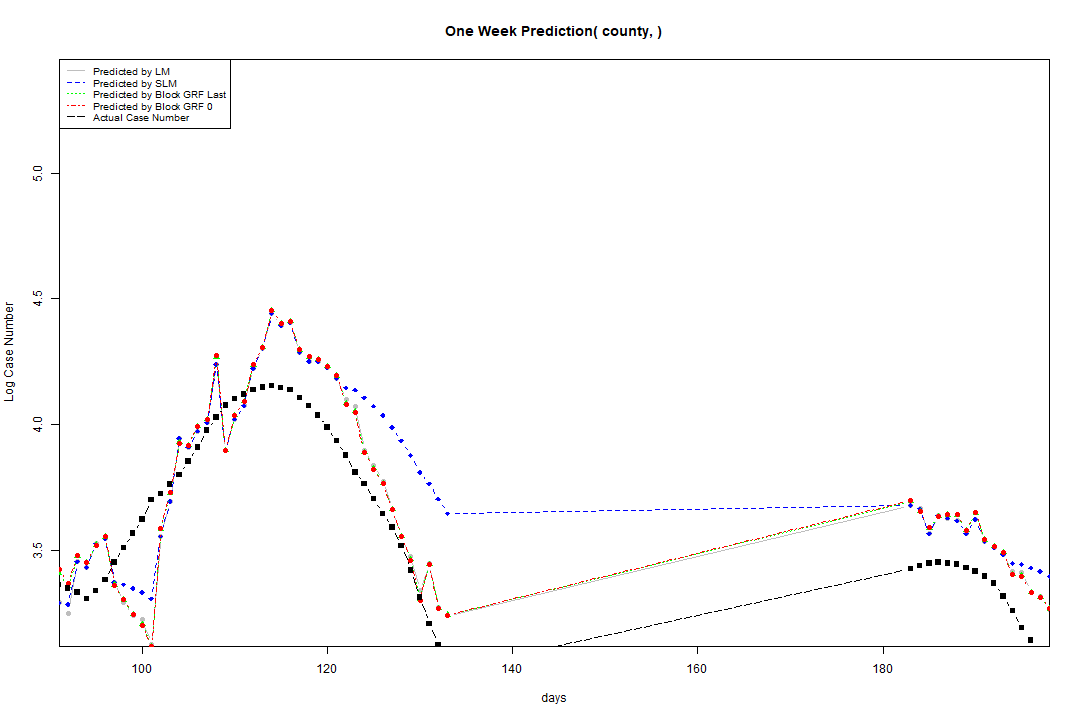 One Week Prediction( county, )
Predicted by LM
Predicted by SLM
Predicted by Block GRF Last
Predicted by Block GRF 0
Actual Case Number
Log Case Number
5.0
4.5
4.0
3.5
100 120 140 160 180
days